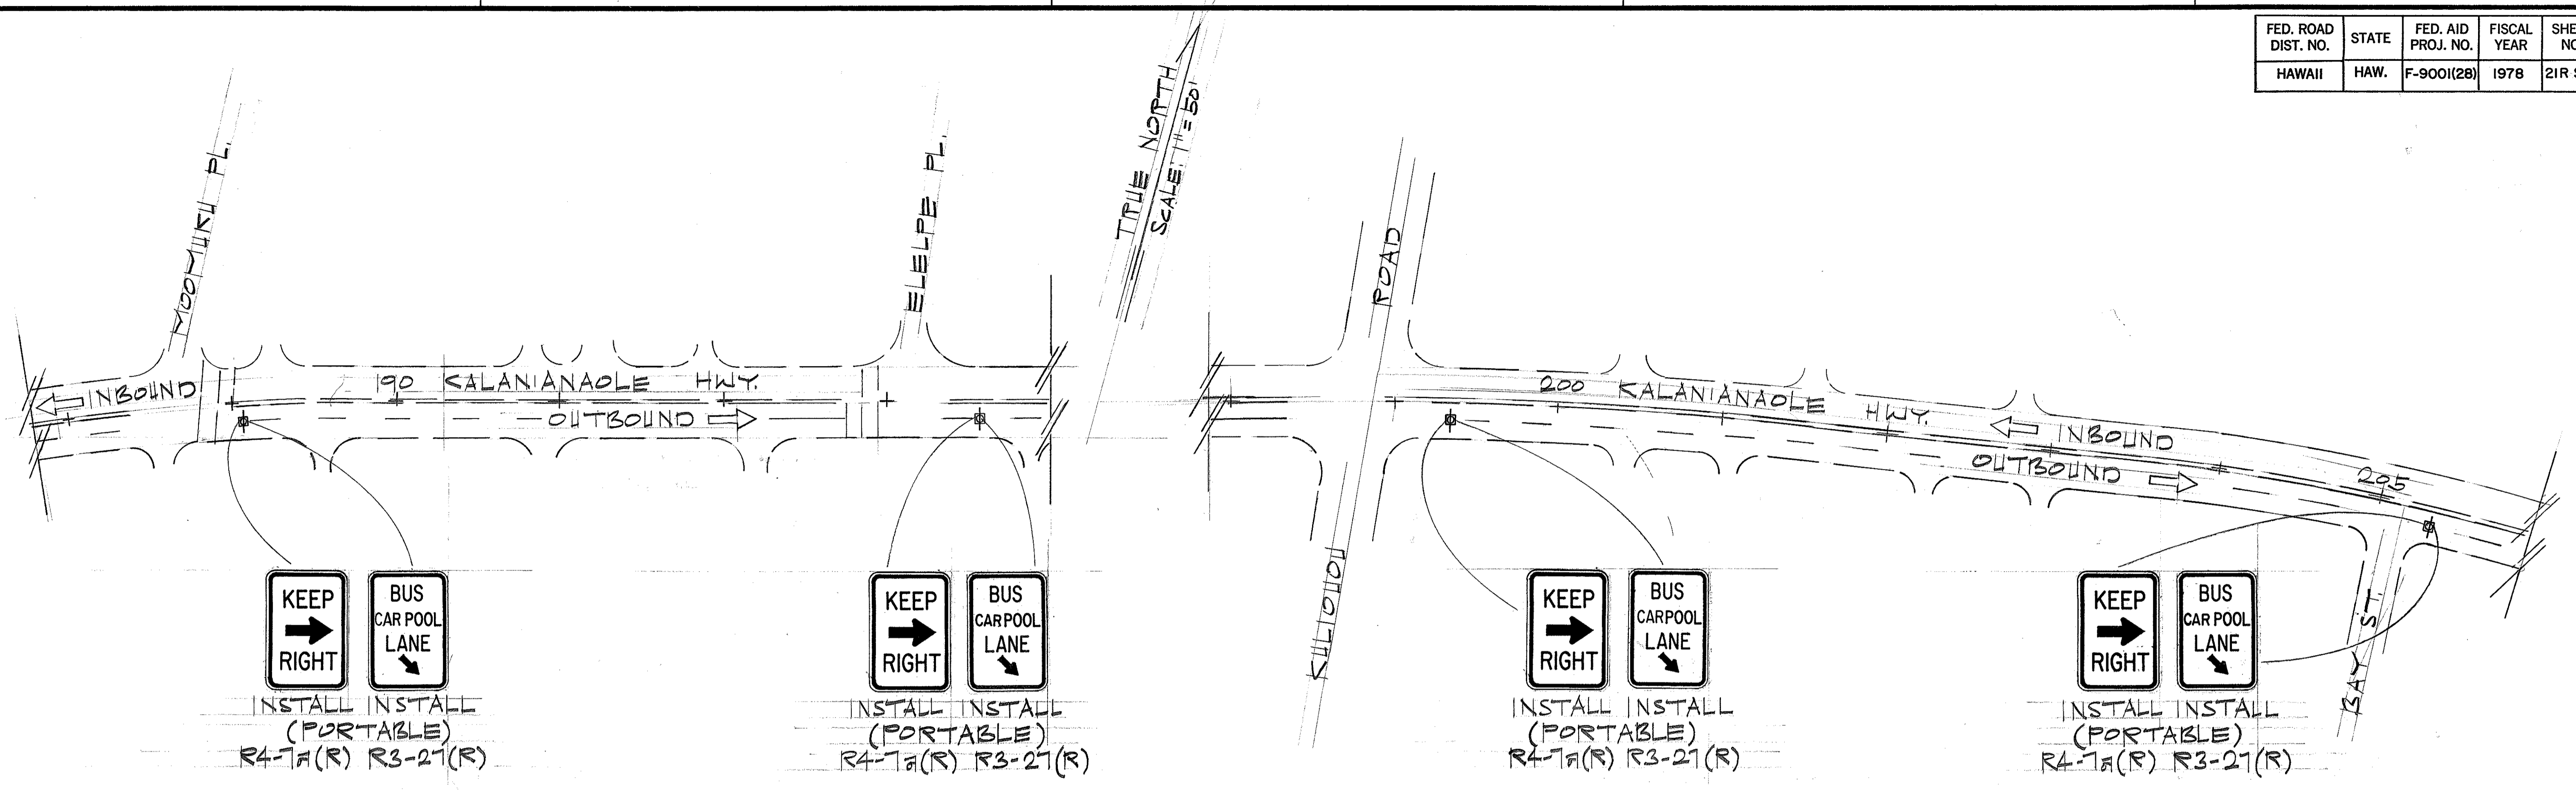 FED. ROAD DIST. NO.
STATE
FED. AID PROJ. NO.
FISCAL YEAR
HAWAII
HAW.
F-9001(28)
1978
21R
TRUE NORTH
SCALE: 1" = 50'
PL.
ELELPE PL.
ROAD
INBOUND
190 KALANIANAOLE HWY.
OUTBOUND
200 KALANIANAOLE HWY.
INBOUND
OUTBOUND
205
KULIOUOU
BAY ST.
KEEP
RIGHT
BUS
CAR POOL
LANE
INSTALL INSTALL
(PORTABLE)
R4-7a(R) R3-27(R)
KEEP
RIGHT
BUS
CAR POOL
LANE
INSTALL INSTALL
(PORTABLE)
R4-7a(R) R3-27(R)
KEEP
RIGHT
BUS
CARPOOL
LANE
INSTALL INSTALL
(PORTABLE)
R4-7a(R) R3-27(R)
KEEP
RIGHT
BUS
CAR POOL
LANE
INSTALL INSTALL
(PORTABLE)
R4-7a(R) R3-27(R)